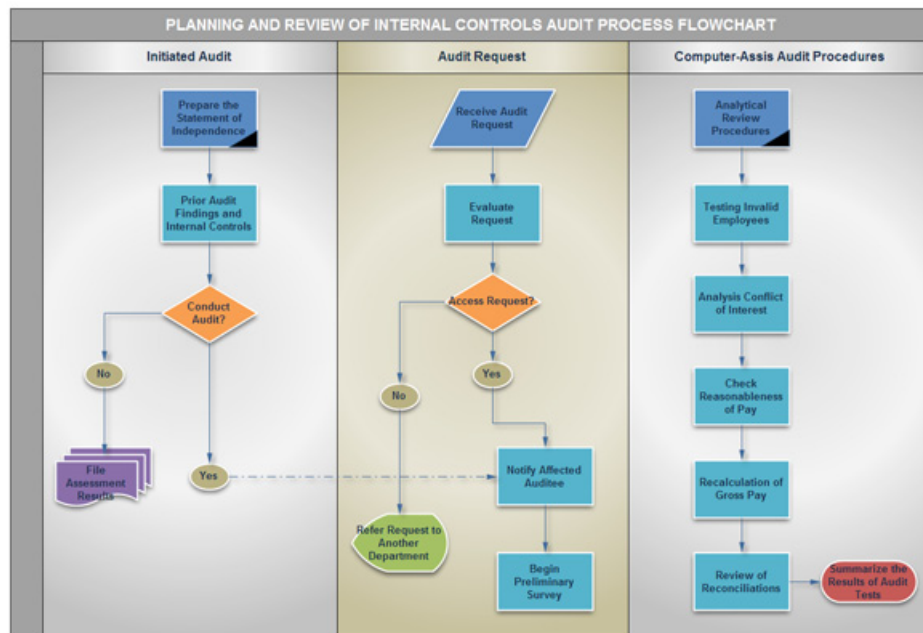 PLANNING AND REVIEW OF INTERNAL CONTROLS AUDIT PROCESS FLOWCHART
Initiated Audit
Prepare the
Statement of
Independence
Prior Audit
Findings and
Internal Controls
Conduct
Audit?
No
File
Assessment
Results
Yes
Audit Request
Receive Audit
Request
Evaluate
Request
Access Request?
Yes
No
Notify Affected
Auditee
Refer Request to
Another
Department
Begin
Preliminary
Survey
Computer-Assis Audit Procedures
Analytical
Review
Procedures
Testing Invalid
Employees
Analysis Conflict
of Interest
Check
Reasonableness
of Pay
Recalculation of
Gross Pay
Review of
Reconciliations
Summarize the
Results of Audit
Tests